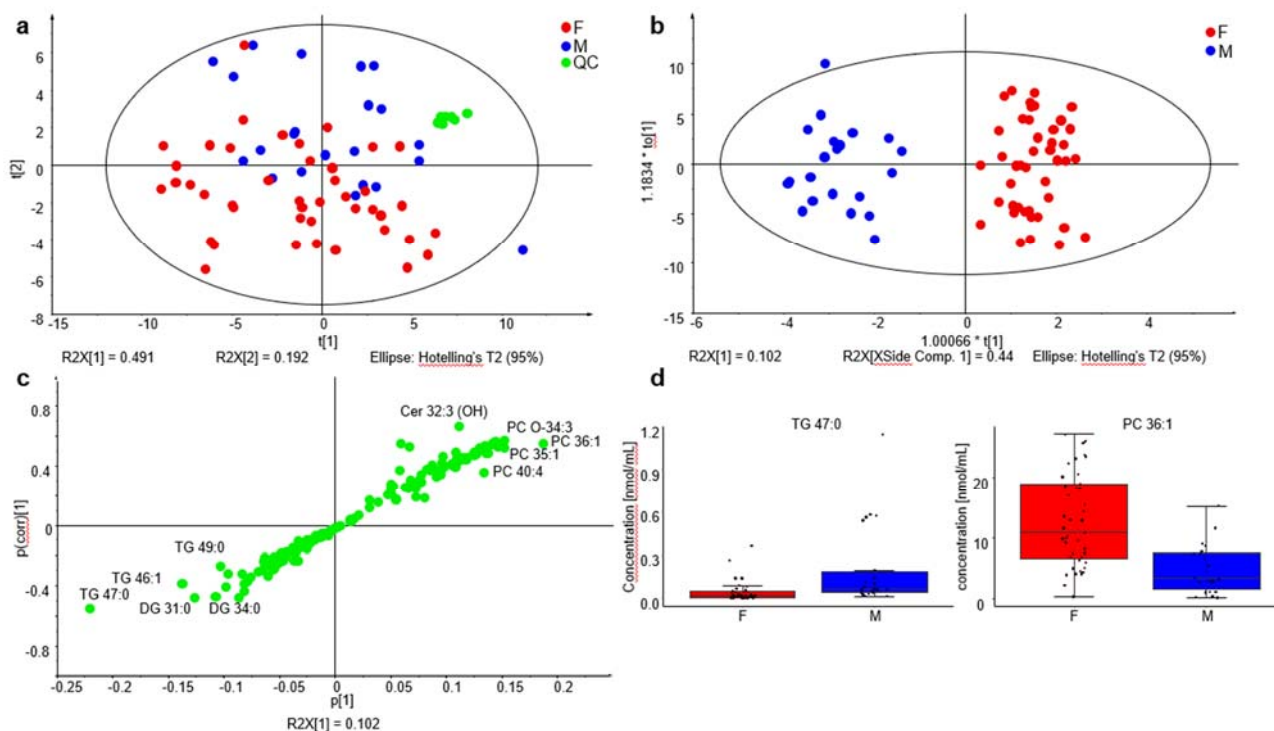 a
F
M
QC
6
4
2
0
-2
-4
-6
-8
t[2]
-15
-10
-5
0
5
10
t[1]
R2X[1] = 0.491
R2X[2] = 0.192
Ellipse: Hotelling's T2 (95%)
b
F
M
10
5
0
-5
-10
-15
1.1834 * to[1]
-6
-4
-2
0
2
4
1.00066 * t[1]
R2X[1] = 0.102
R2X[XSide Comp. 1] = 0.44
Ellipse: Hotelling's T2 (95%)
c
0.8
0.4
0
-0.4
-0.8
p(corr)[1]
Cer 32:3 (OH)
PC O-34:3
PC 36:1
PC 35:1
PC 40:4
TG 49:0
TG 46:1
TG 47:0
DG 31:0
DG 34:0
-0.25
-0.2
-0.15
-0.1
-0.05
0
0.05
0.1
0.15
0.2
p[1]
R2X[1] = 0.102
d
TG 47:0
Concentration [nmol/mL]
1.2
0.9
0.6
0.3
0.0
F
M
PC 36:1
concentration [nmol/mL]
20
10
0
F
M